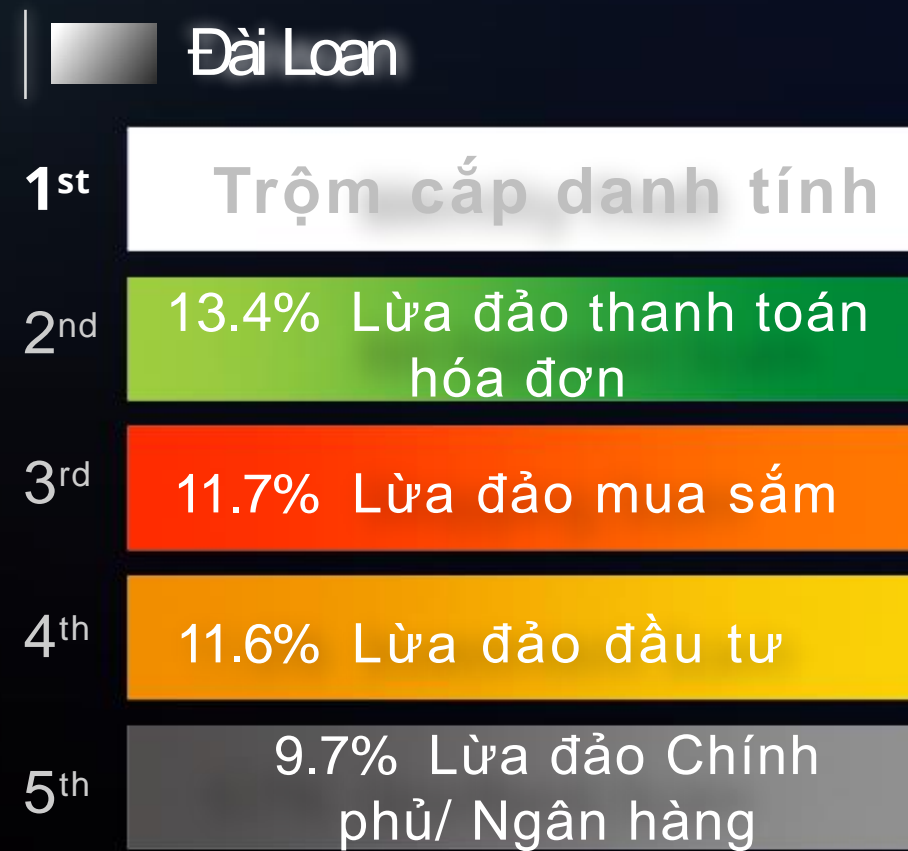 Đài Loan
1st Trộm cắp danh tính
2nd 13.4% Lừa đảo thanh toán
hóa đơn
3rd 11.7% Lừa đảo mua sắm
4th 11.6% Lừa đảo đầu tư
5th 9.7% Lừa đảo Chính
phủ/ Ngân hàng